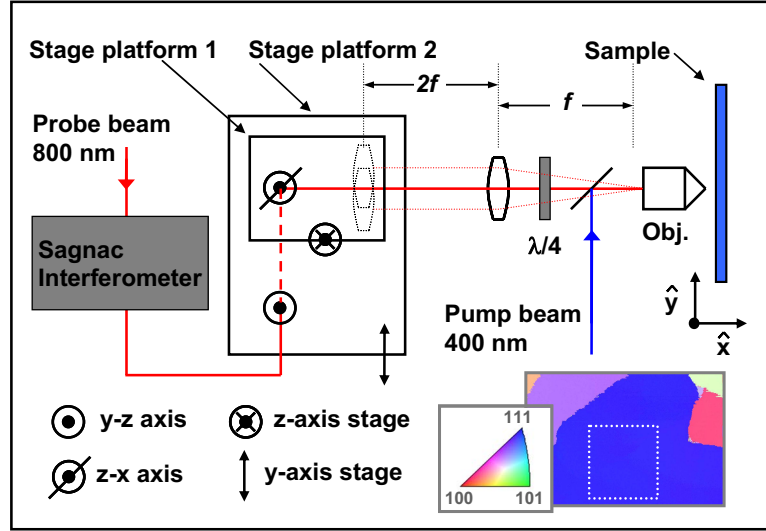 Stage platform 1
Stage platform 2
Sample
2f
f
Probe beam
800 nm
Sagnac
Interferometer
λ/4
Obj.
Pump beam
400 nm
ŷ
x̂
y-z axis
z-axis stage
z-x axis
y-axis stage
111
100
101